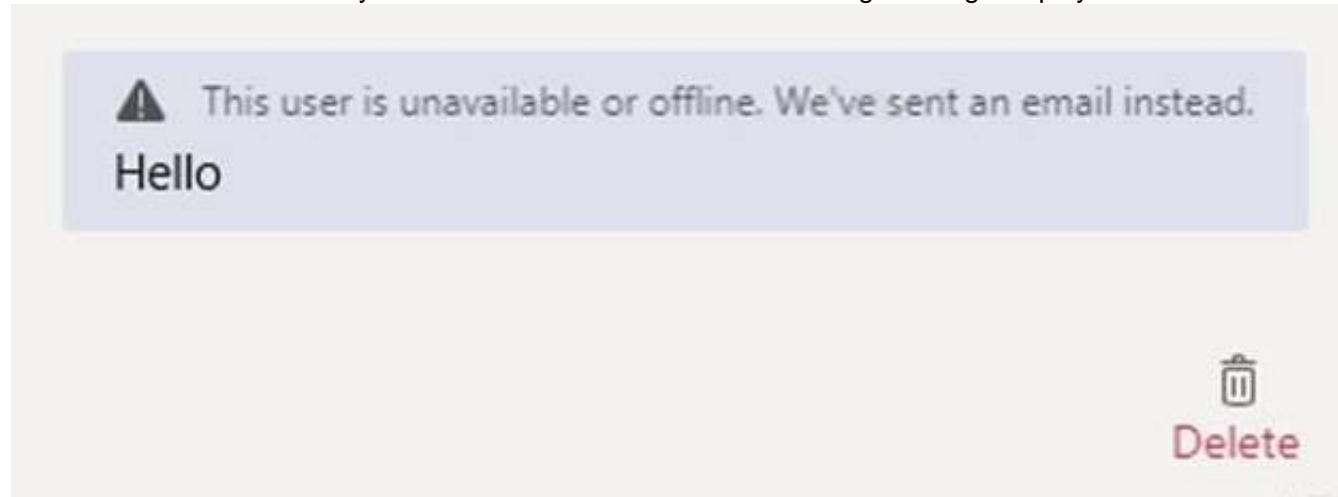 This user is unavailable or offline. We've sent an email instead.
Hello
Delete